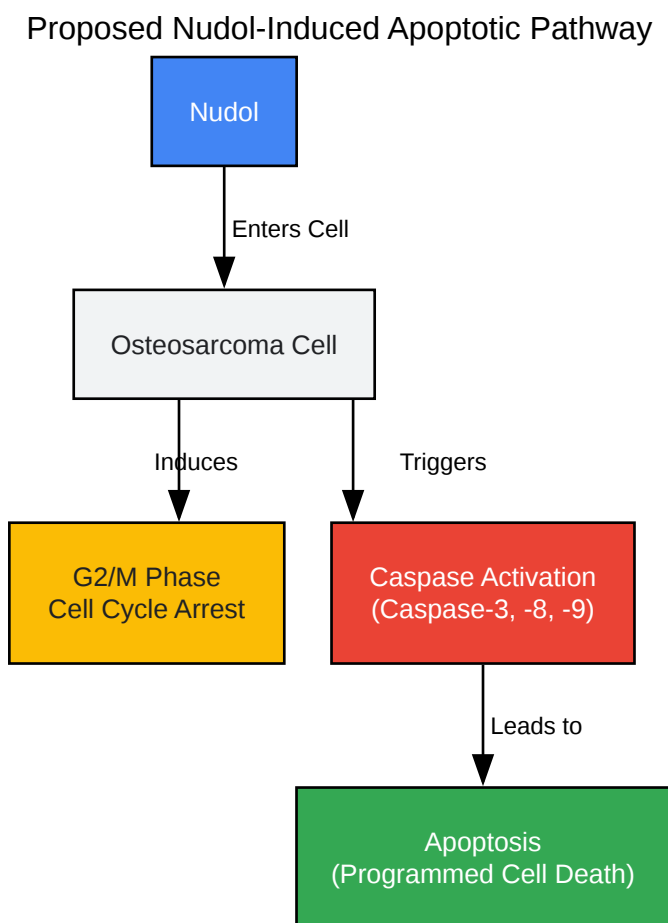 Proposed Nudol-Induced Apoptotic Pathway
Nudol
Enters Cell
Osteosarcoma Cell
Induces
Triggers
G2/M Phase
Cell Cycle Arrest
Caspase Activation
(Caspase-3, -8, -9)
Leads to
Apoptosis
(Programmed Cell Death)